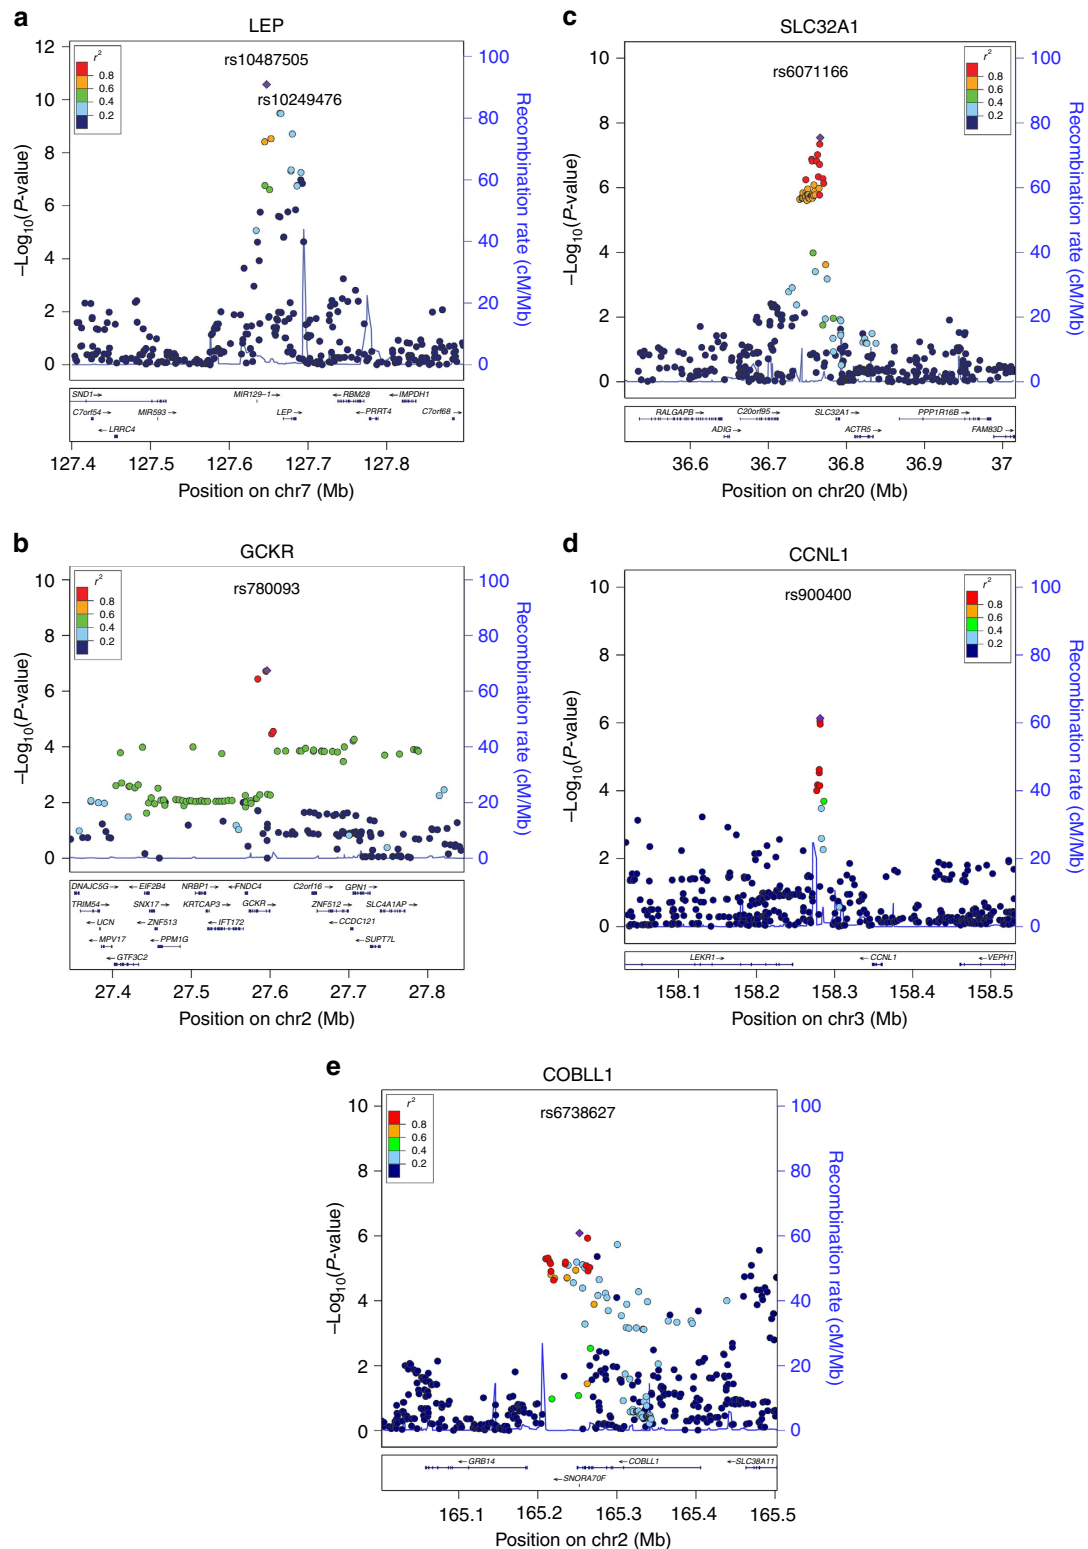 a
LEP
rs10487505
rs10249476
r2
0.8
0.6
0.4
0.2
12
10
8
6
4
2
0
−Log10(P-value)
100
80
60
40
20
0
Recombination rate (cM/Mb)
SND1→
MIR129−1→
←RBM28
←IMPDH1
C7orf54→
MIR593→
LEP→
←PRRT4
C7orf68→
←LRRC4
127.4 127.5 127.6 127.7 127.8
Position on chr7 (Mb)
c
SLC32A1
rs6071166
r2
0.8
0.6
0.4
0.2
10
8
6
4
2
0
−Log10(P-value)
100
80
60
40
20
0
Recombination rate (cM/Mb)
RALGAPB→
C20orf95→
SLC32A1→
PPP1R16B→
ADIG→
ACTR5→
FAM83D→
36.6 36.7 36.8 36.9 37
Position on chr20 (Mb)
b
GCKR
rs780093
r2
0.8
0.6
0.4
0.2
10
8
6
4
2
0
−Log10(P-value)
100
80
60
40
20
0
Recombination rate (cM/Mb)
DNAJC5G→
←EIF2B4
NRBP1→
←FNDC4
C2orf16→
GPN1→
TRIM54→
SNX17→
KRTCAP3→
GCKR→
ZNF512→
SLC4A1AP→
←UCN
←ZNF513
←IFT172
←CCDC121
←MPV17
←PPM1G
←SUPT7L
←GTF3C2
27.4 27.5 27.6 27.7 27.8
Position on chr2 (Mb)
d
CCNL1
rs900400
r2
0.8
0.6
0.4
0.2
10
8
6
4
2
0
−Log10(P-value)
100
80
60
40
20
0
Recombination rate (cM/Mb)
LEKR1→
←CCNL1
←VEPH1
158.1 158.2 158.3 158.4 158.5
Position on chr3 (Mb)
e
COBLL1
rs6738627
r2
0.8
0.6
0.4
0.2
10
8
6
4
2
0
−Log10(P-value)
100
80
60
40
20
0
Recombination rate (cM/Mb)
←GRB14
←COBLL1
←SLC38A11
←SNORA70F
165.1 165.2 165.3 165.4 165.5
Position on chr2 (Mb)